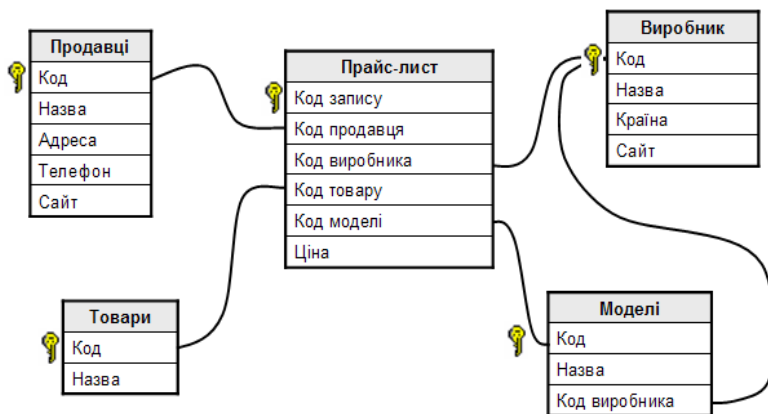 Продавці
Код
Назва
Адреса
Телефон
Сайт
Прайс-лист
Код запису
Код продавця
Код виробника
Код товару
Код моделі
Ціна
Виробник
Код
Назва
Країна
Сайт
Товари
Код
Назва
Моделі
Код
Назва
Код виробника